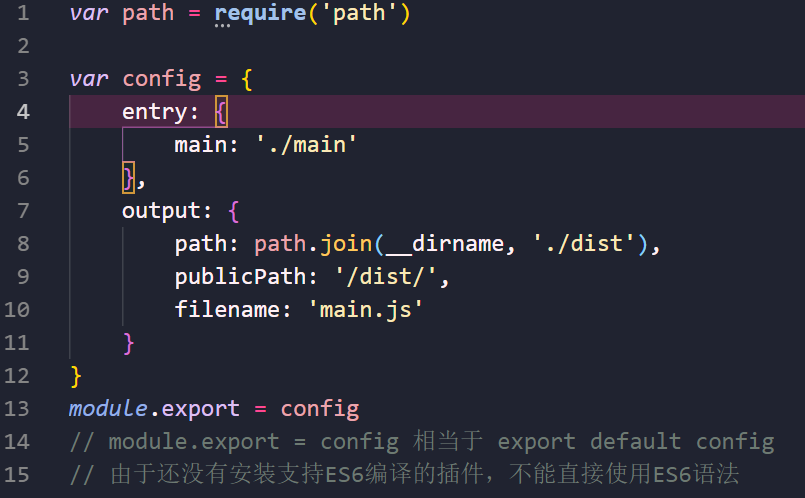 1 var path = require('path')
2
3 var config = {
4 entry: {
5 main: './main'
6 },
7 output: {
8 path: path.join(__dirname, './dist'),
9 publicPath: '/dist/',
10 filename: 'main.js'
11 }
12 }
13 module.export = config
14 // module.export = config 相当于 export default config
15 // 由于还没有安装支持ES6编译的插件，不能直接使用ES6语法